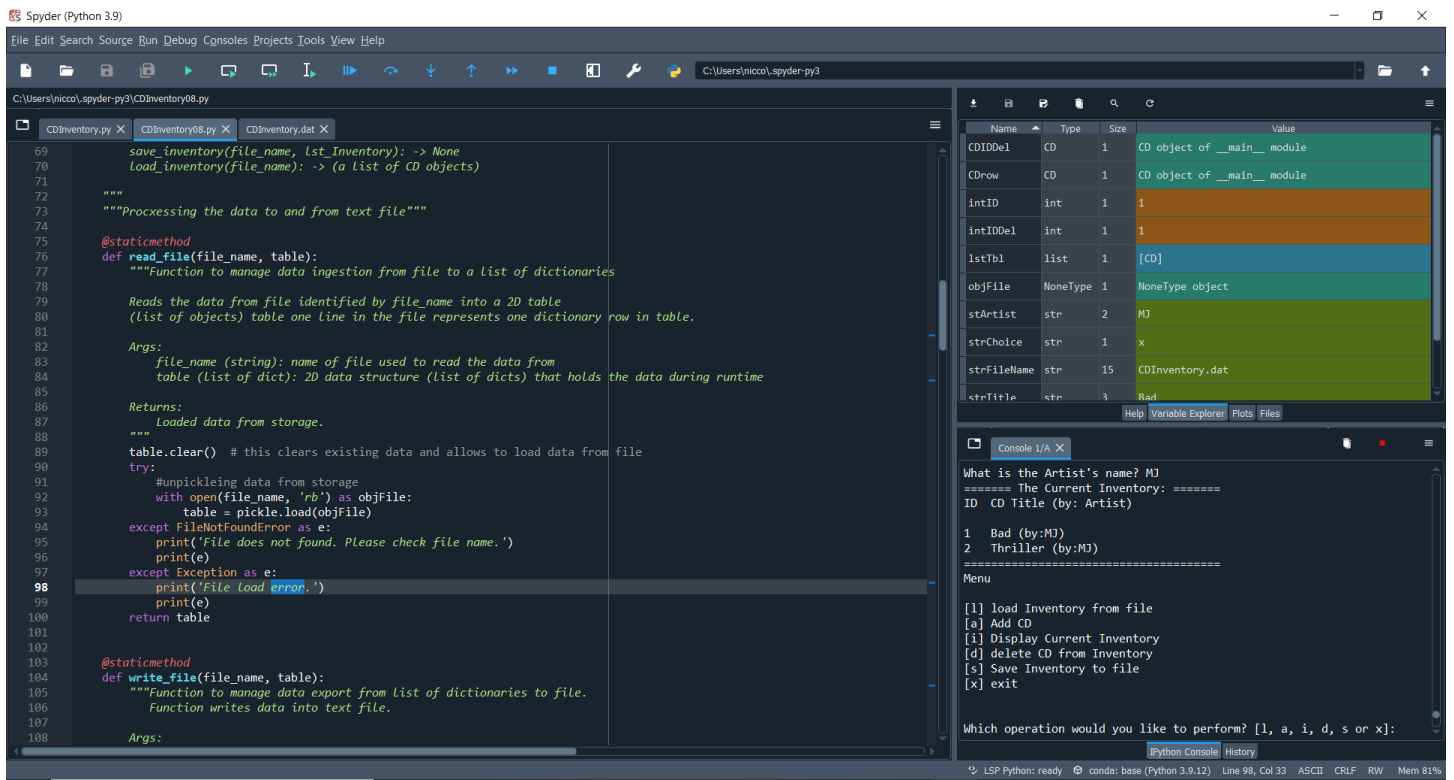 Spyder (Python 3.9)
File Edit Search Source Run Debug Consoles Projects Tools View Help
C:\Users\nicco\.spyder-py3
C:\Users\nicco\.spyder-py3\CDInventory08.py
CDInventory.py CDInventory08.py CDInventory.dat
69 save_inventory(file_name, lst_Inventory): -> None
70 load_inventory(file_name): -> (a list of CD objects)
71
72 """
73 """Procxessing the data to and from text file"""
74
75 @staticmethod
76 def read_file(file_name, table):
77 """Function to manage data ingestion from file to a list of dictionaries
78
79 Reads the data from file identified by file_name into a 2D table
80 (list of objects) table one line in the file represents one dictionary row in table.
81
82 Args:
83 file_name (string): name of file used to read the data from
84 table (list of dict): 2D data structure (list of dicts) that holds the data during runtime
85
86 Returns:
87 Loaded data from storage.
88 """
89 table.clear() # this clears existing data and allows to load data from file
90 try:
91 #unpickleing data from storage
92 with open(file_name, 'rb') as objFile:
93 table = pickle.load(objFile)
94 except FileNotFoundError as e:
95 print('File does not found. Please check file name.')
96 print(e)
97 except Exception as e:
98 print('File load error.')
99 print(e)
100 return table
101
102
103 @staticmethod
104 def write_file(file_name, table):
105 """Function to manage data export from list of dictionaries to file.
106 Function writes data into text file.
107
108 Args:
Name Type Size Value
CDIDDel CD 1 CD object of __main__ module
CDrow CD 1 CD object of __main__ module
intID int 1 1
intIDDel int 1 1
lstTbl list 1 [CD]
objFile NoneType 1 NoneType object
stArtist str 2 MJ
strChoice str 1 x
strFileName str 15 CDInventory.dat
strTitle str 3 Bad
Help Variable Explorer Plots Files
Console 1/A
What is the Artist's name? MJ
======= The Current Inventory: =======
ID CD Title (by: Artist)
1 Bad (by:MJ)
2 Thriller (by:MJ)
======================================
Menu
[l] load Inventory from file
[a] Add CD
[i] Display Current Inventory
[d] delete CD from Inventory
[s] Save Inventory to file
[x] exit
Which operation would you like to perform? [l, a, i, d, s or x]:
IPython Console History
LSP Python: ready conda: base (Python 3.9.12) Line 98, Col 33 ASCII CRLF RW Mem 81%